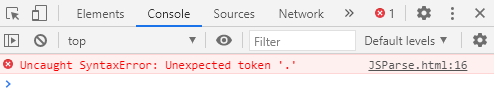 Elements Console Sources Network » 1
top Filter Default levels ▼
Uncaught SyntaxError: Unexpected token '.' JSParse.html:16
>